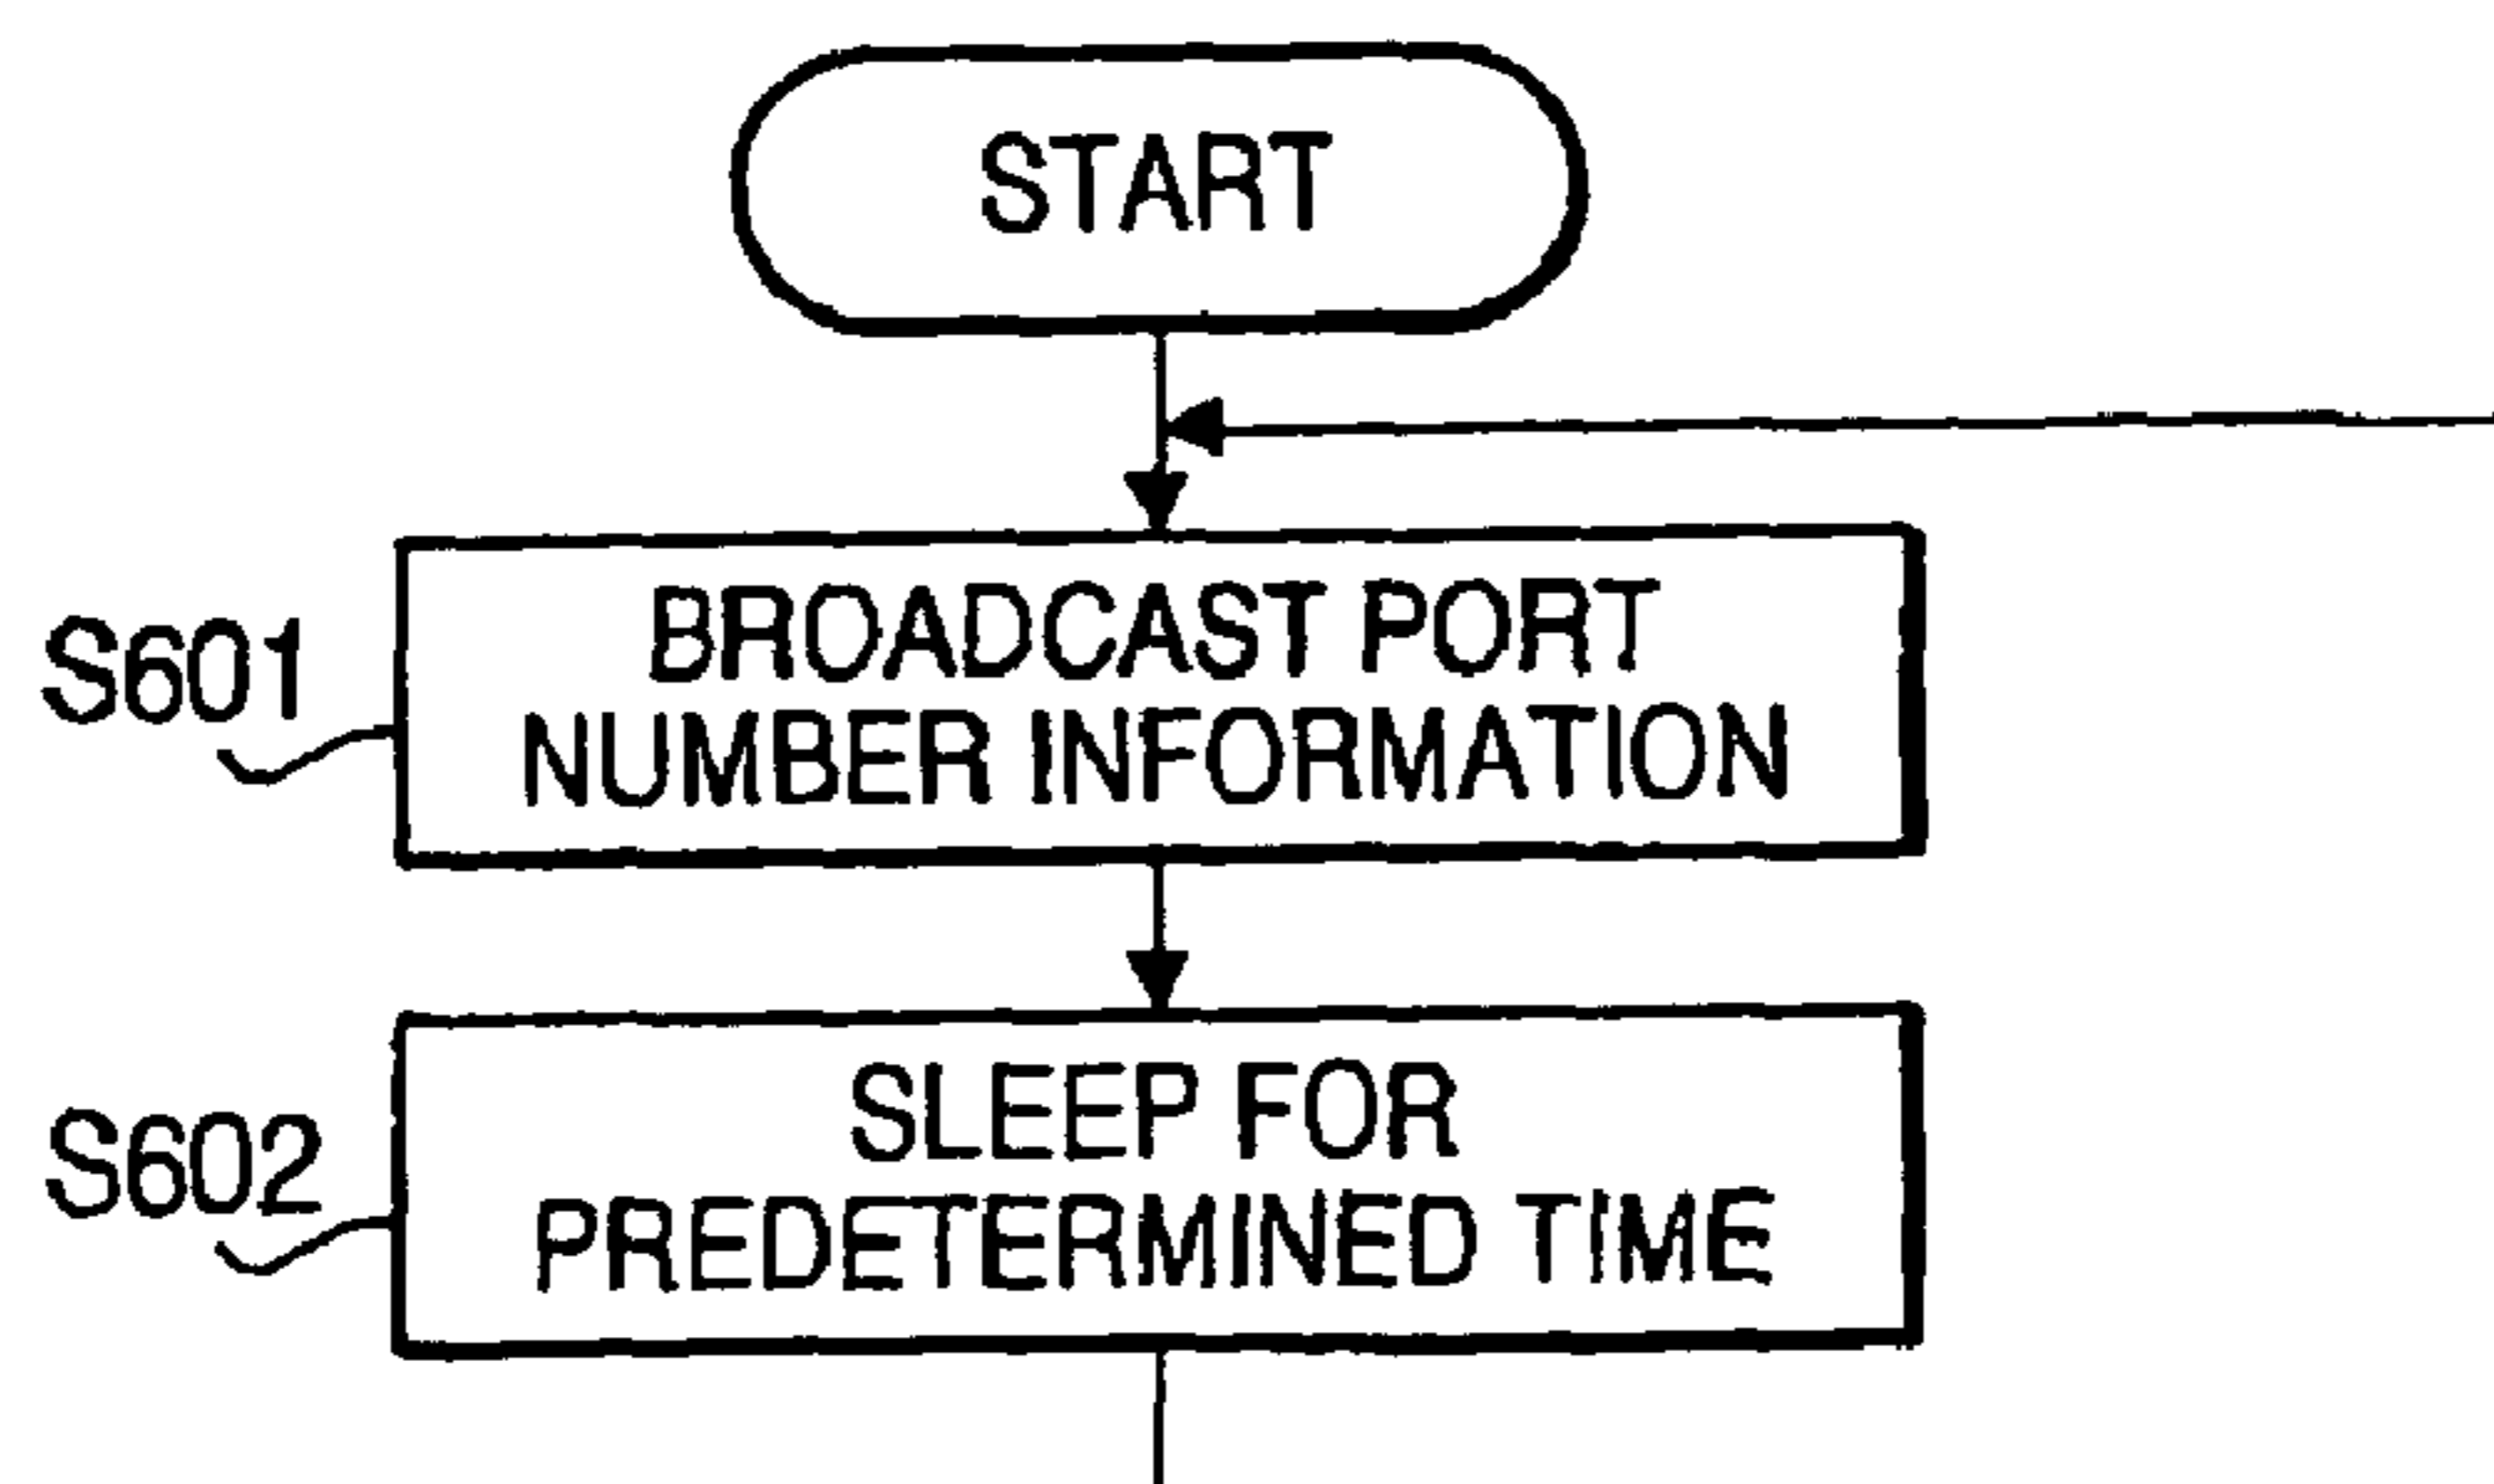 START
S601
BROADCAST PORT
NUMBER INFORMATION
S602
SLEEP FOR
PREDETERMINED TIME